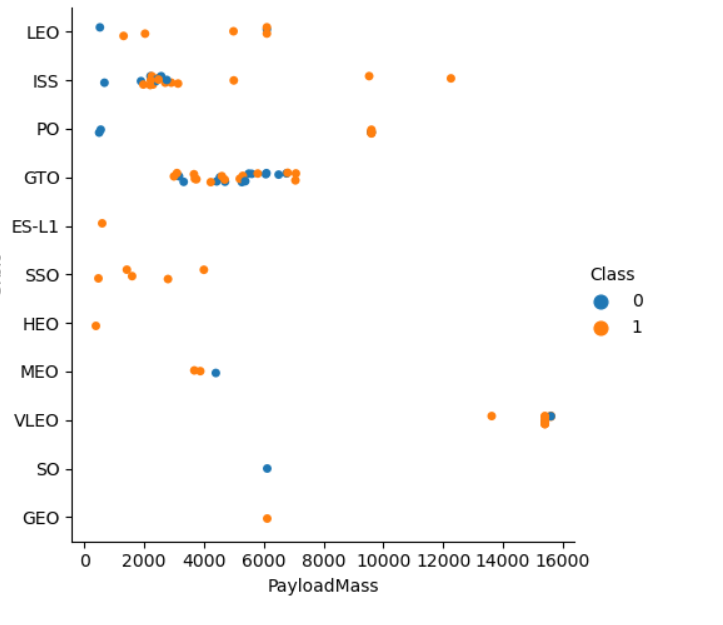 LEO
ISS
PO
GTO
ES-L1
SSO
HEO
MEO
VLEO
SO
GEO
0 2000 4000 6000 8000 10000 12000 14000 16000
PayloadMass
Class
0
1